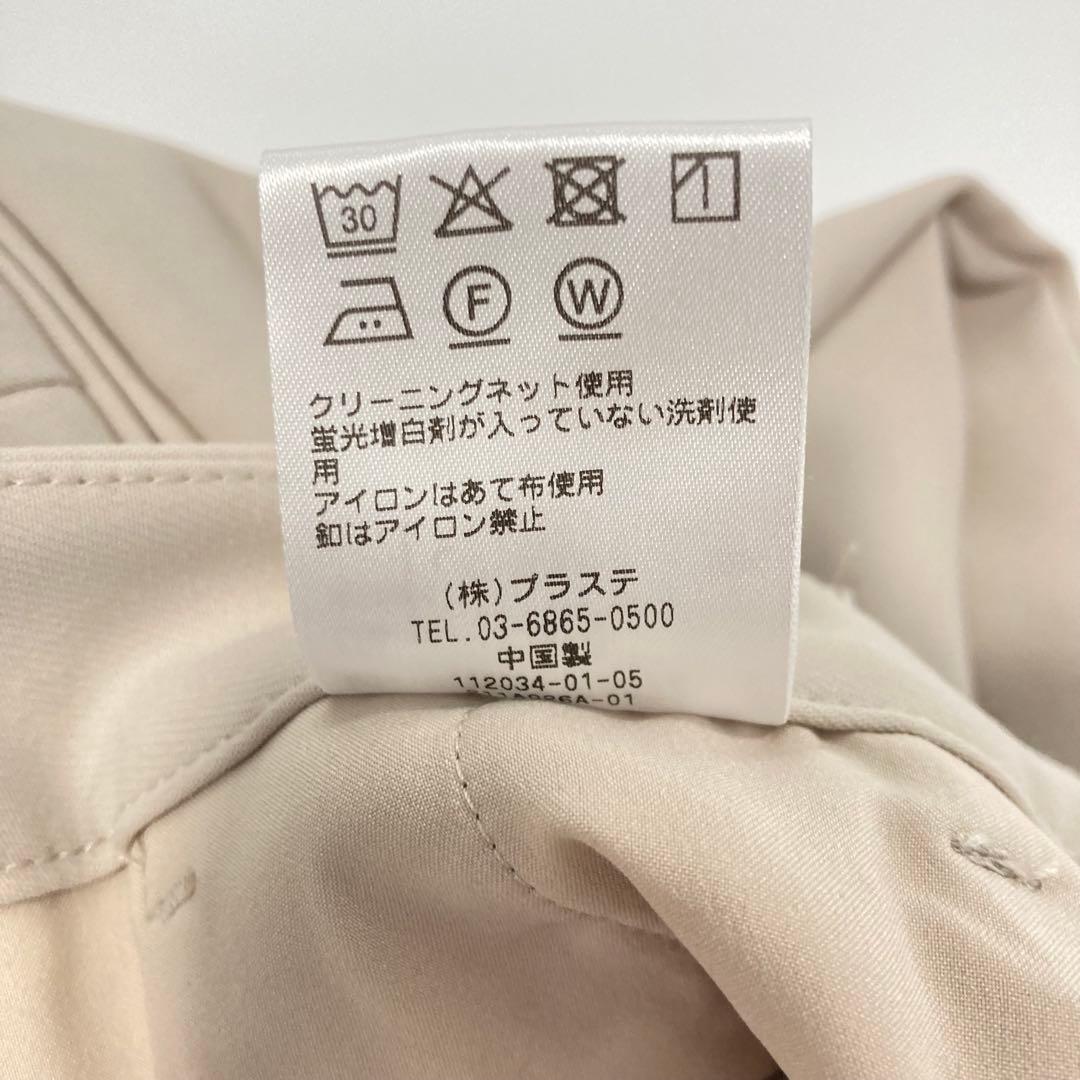 30
F W
クリーニングネット使用
蛍光増白剤が入っていない洗剤使
用
アイロンはあて布使用
釦はアイロン禁止
(株)プラステ
TEL.03-6865-0500
中国製
112034-01-05